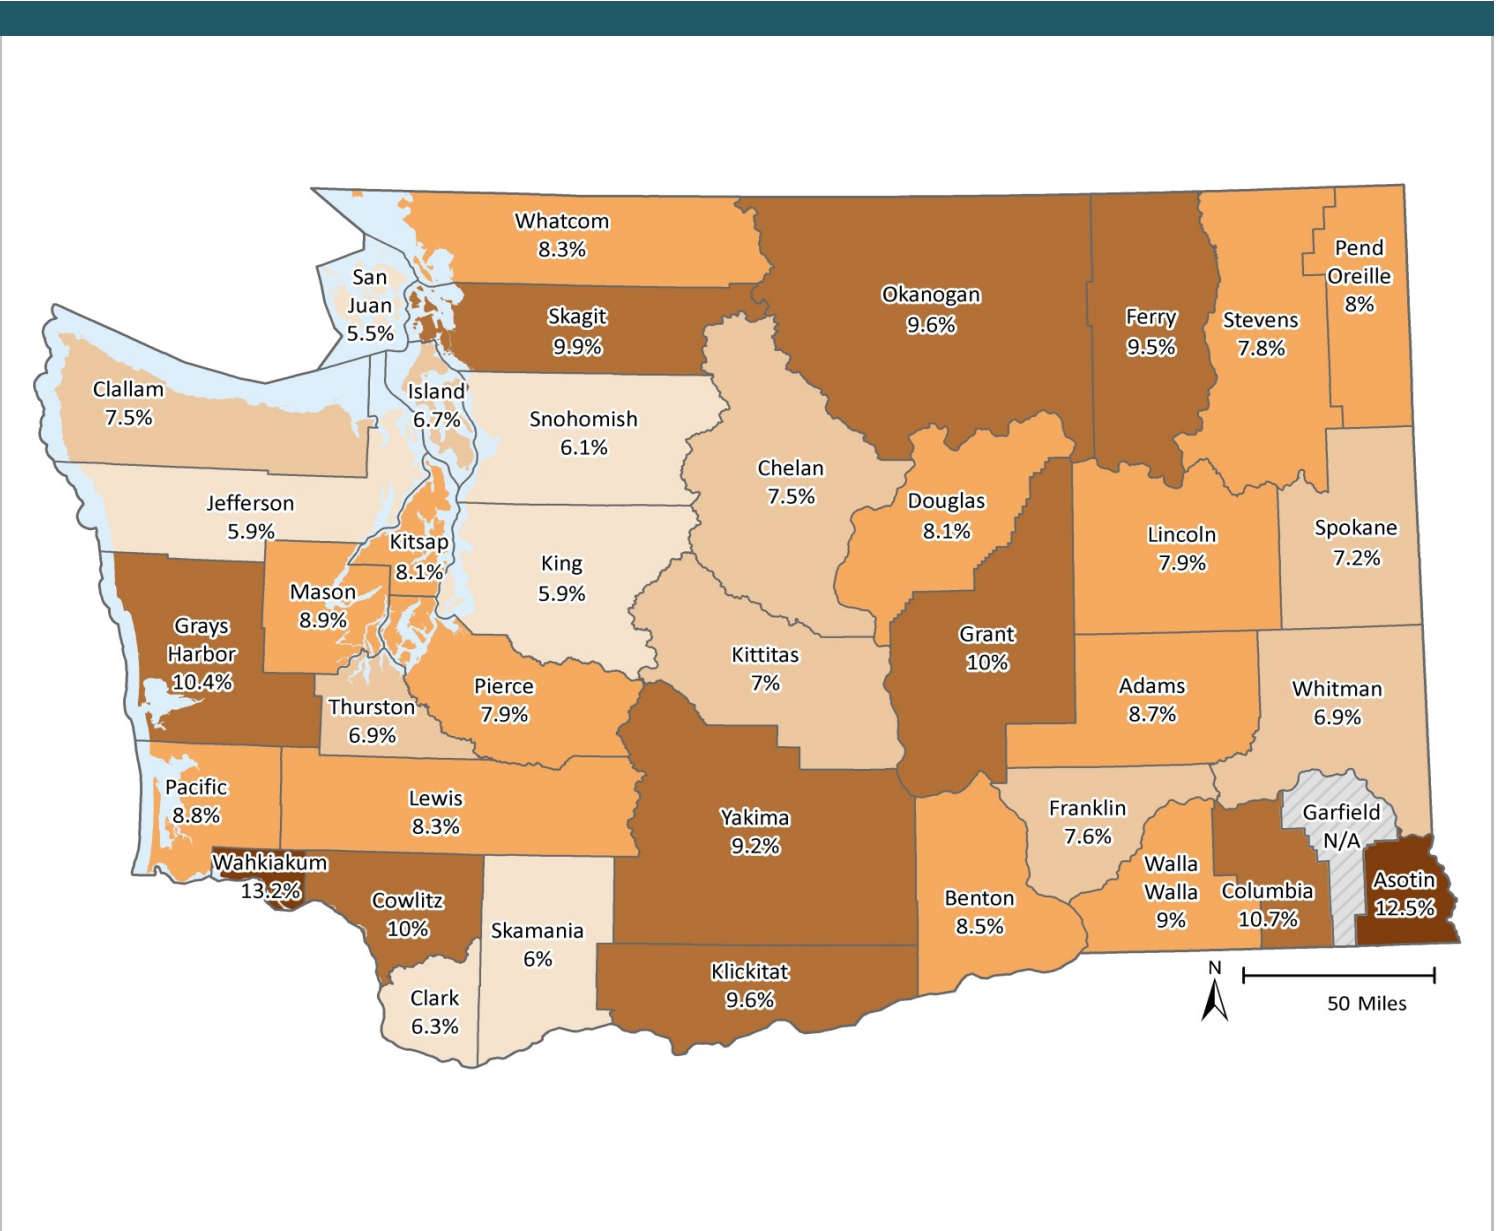 Whatcom
8.3%
San
Juan
5.5%
Skagit
9.9%
Okanogan
9.6%
Ferry
9.5%
Stevens
7.8%
Pend
Oreille
8%
Clallam
7.5%
Island
6.7%
Snohomish
6.1%
Chelan
7.5%
Douglas
8.1%
Lincoln
7.9%
Spokane
7.2%
Jefferson
5.9%
Kitsap
8.1%
King
5.9%
Mason
8.9%
Grays
Harbor
10.4%
Thurston
6.9%
Pierce
7.9%
Kittitas
7%
Grant
10%
Adams
8.7%
Whitman
6.9%
Pacific
8.8%
Lewis
8.3%
Yakima
9.2%
Franklin
7.6%
Garfield
N/A
Wahkiakum
13.2%
Cowlitz
10%
Skamania
6%
Benton
8.5%
Walla
Walla
9%
Columbia
10.7%
Asotin
12.5%
Clark
6.3%
Klickitat
9.6%
N
50 Miles